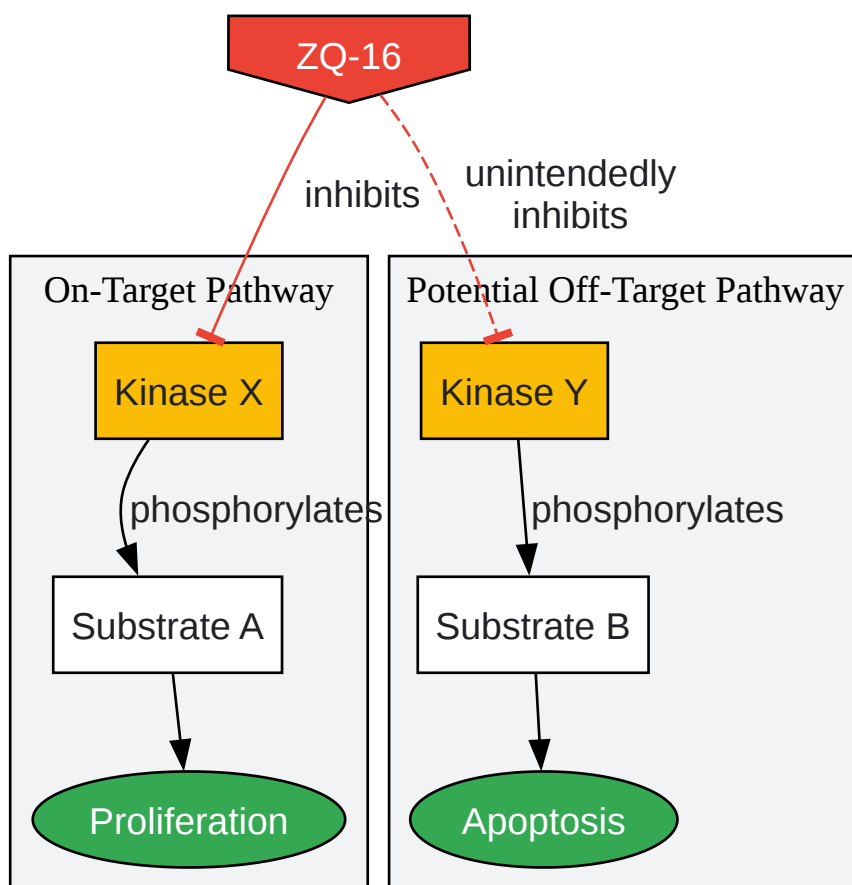 ZQ-16
inhibits
unintendedly
inhibits
On-Target Pathway
Potential Off-Target Pathway
Kinase X
Kinase Y
phosphorylates
phosphorylates
Substrate A
Substrate B
Proliferation
Apoptosis